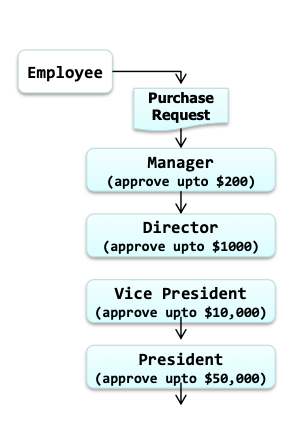 Employee
Purchase
Request
Manager
(approve upto $200)
Director
(approve upto $1000)
Vice President
(approve upto $10,000)
President
(approve upto $50,000)